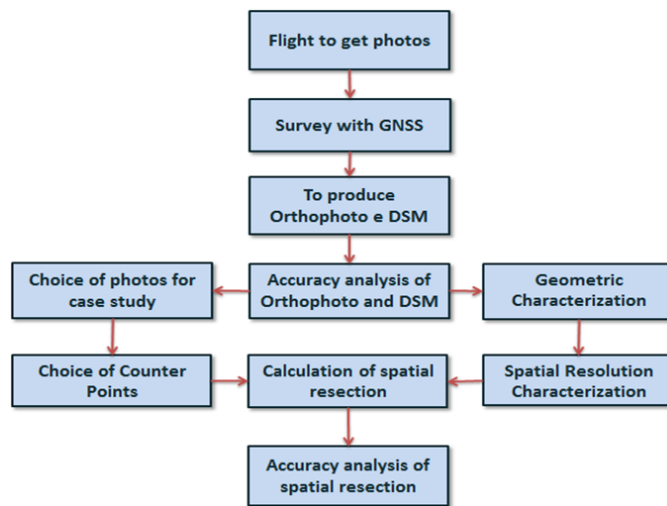 Flight to get photos
Survey with GNSS
To produce
Orthophoto e DSM
Choice of photos for
case study
Accuracy analysis of
Orthophoto and DSM
Geometric
Characterization
Choice of Counter
Points
Calculation of spatial
resection
Spatial Resolution
Characterization
Accuracy analysis of
spatial resection